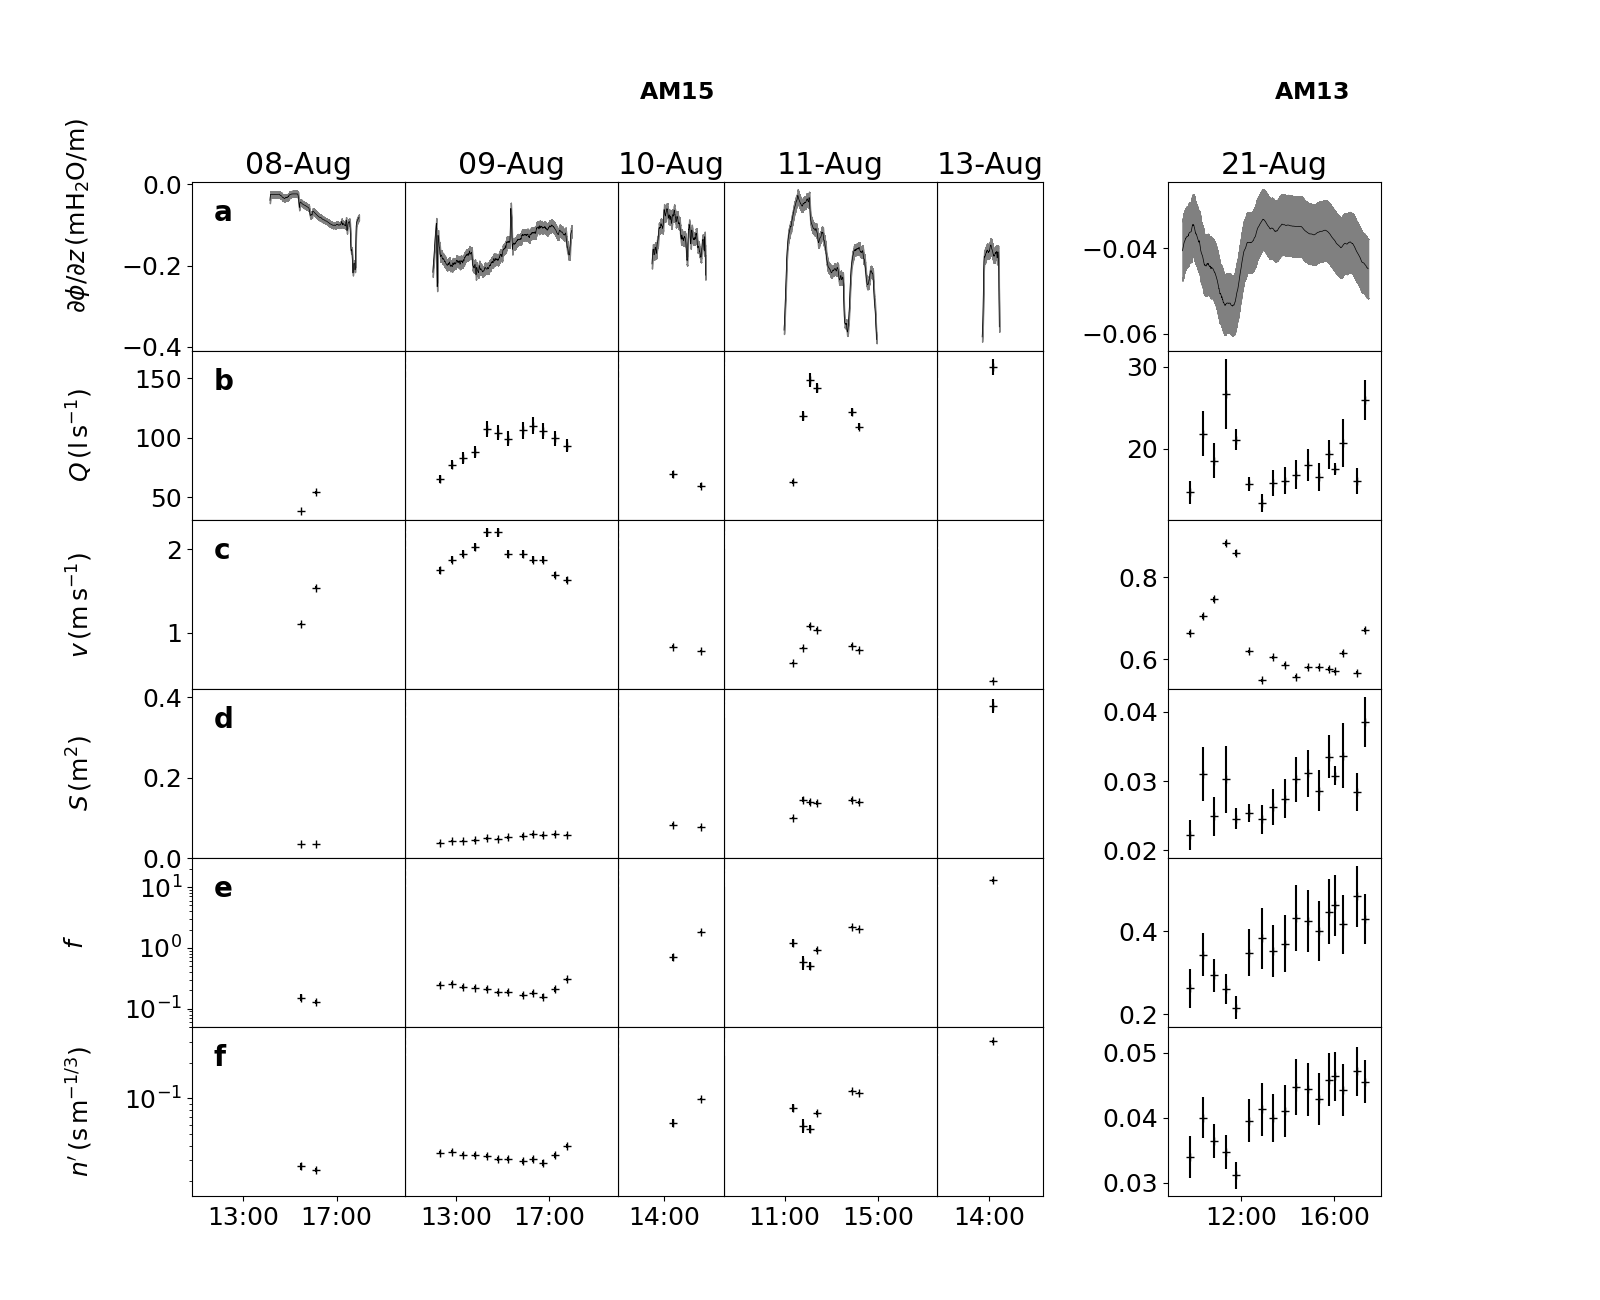 AM15 AM13
08-Aug 09-Aug 10-Aug 11-Aug 13-Aug 21-Aug
∂ϕ/∂z (mH₂O/m)
a
0.0
−0.2
−0.4
−0.04
−0.06
Q (l s⁻¹)
b
150
100
50
30
20
v (m s⁻¹)
c
2
1
0.8
0.6
S (m²)
d
0.4
0.2
0.0
0.04
0.03
0.02
f
e
10¹
10⁰
10⁻¹
0.4
0.2
n′ (s m⁻¹/³)
f
10⁻¹
0.05
0.04
0.03
13:00 17:00 13:00 17:00 14:00 11:00 15:00 14:00 12:00 16:00